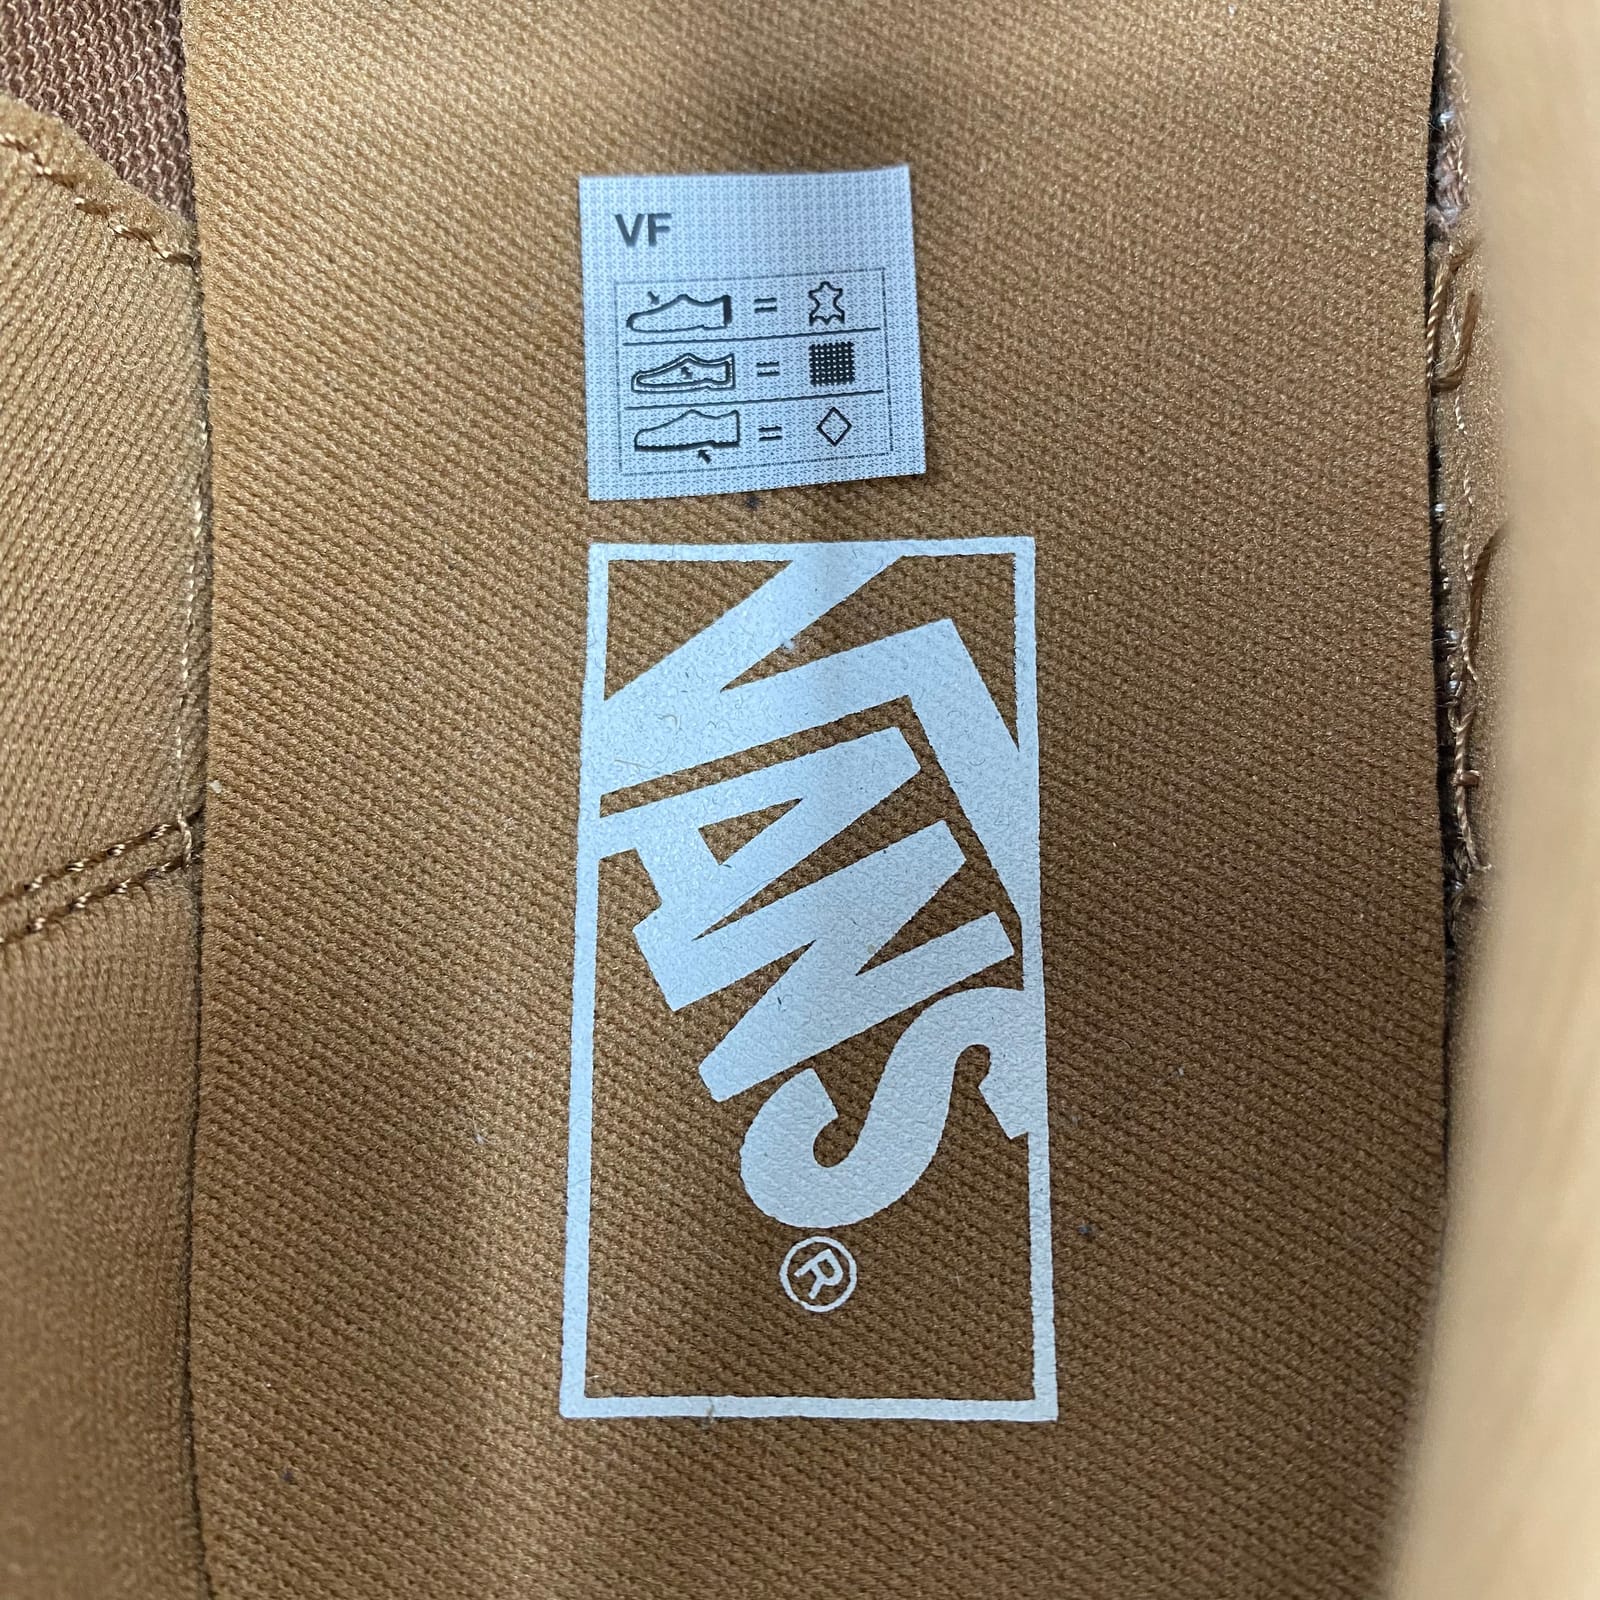 VF
= 
= 
= 
VANS
®